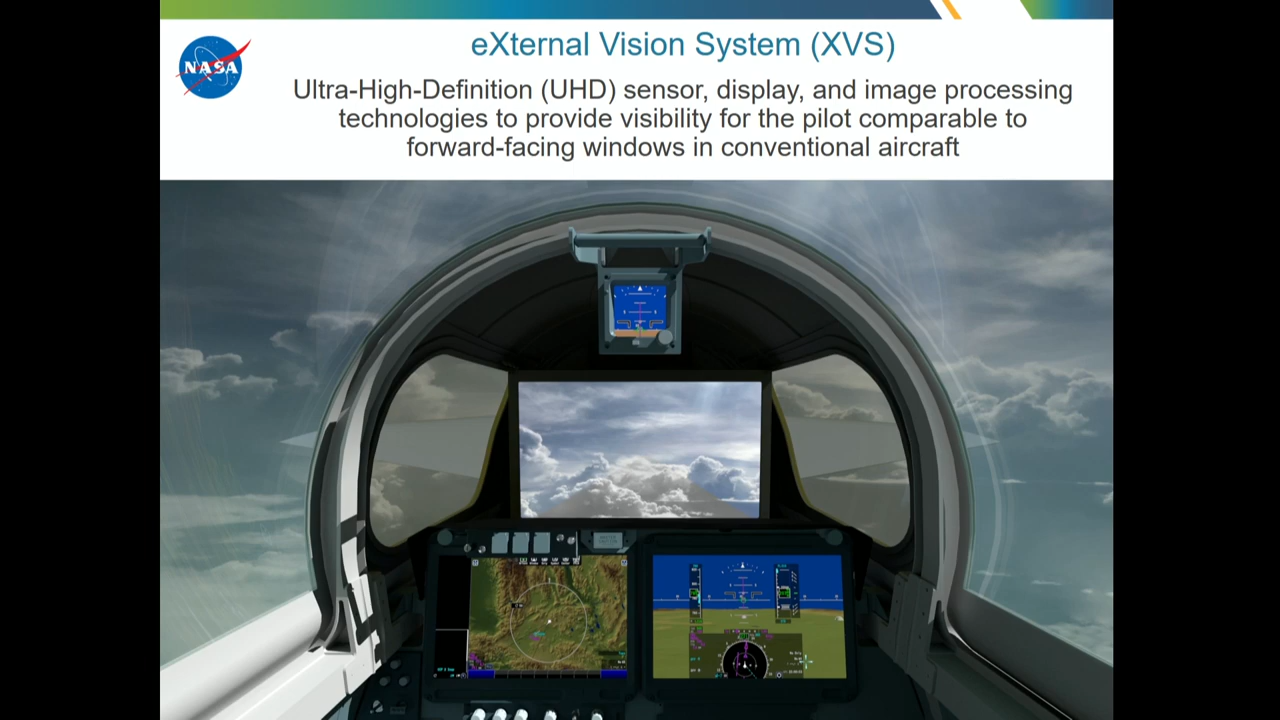 eXternal Vision System (XVS)
NASA
Ultra-High-Definition (UHD) sensor, display, and image processing
technologies to provide visibility for the pilot comparable to
forward-facing windows in conventional aircraft